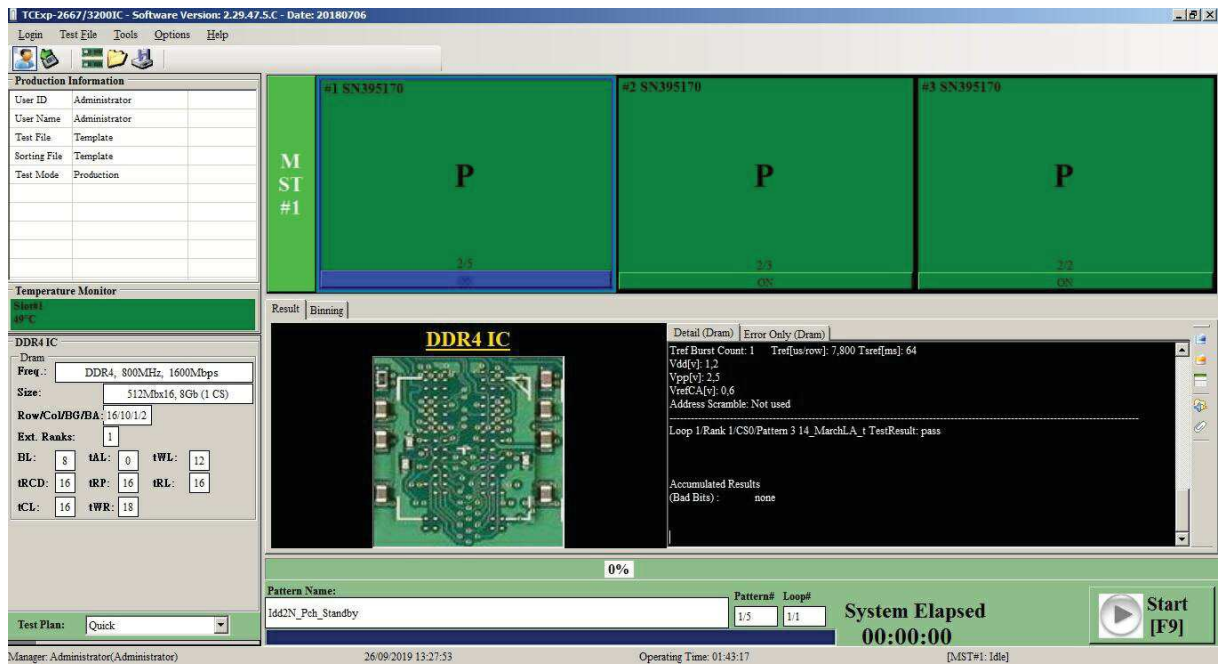 TCExp-2667/3200IC - Software Version: 2.29.47.5.C - Date: 20180706
Login Test File Tools Options Help
Production Information
User ID Administrator
User Name Administrator
Test File Template
Sorting File Template
Test Mode Production
M
ST
#1
#1 SN395170
P
2/5
#2 SN395170
P
2/3
ON
#3 SN395170
P
2/2
ON
Temperature Monitor
Slot#1
49°C
DDR4 IC
Dram
Freq.: DDR4, 800MHz, 1600Mbps
Size: 512Mbx16, 8Gb (1 CS)
Row/Col/BG/BA: 16/10/1/2
Ext. Ranks: 1
BL: 8 tAL: 0 tWL: 12
tRCD: 16 tRP: 16 tRL: 16
tCL: 16 tWR: 18
Test Plan: Quick
Result Binning
DDR4 IC
Detail (Dram) Error Only (Dram)
Tref Burst Count: 1 Tref[us/row]: 7,800 Tsref[ms]: 64
Vdd[v]: 1,2
Vpp[v]: 2,5
VrefCA[v]: 0,6
Address Scramble: Not used
Loop 1/Rank 1/CS0/Pattern 3 14_MarchLA_t TestResult: pass
Accumulated Results
(Bad Bits) : none
0%
Pattern Name:
Idd2N_Pch_Standby
Pattern# Loop#
1/5 1/1
System Elapsed
00:00:00
Start
[F9]
Manager: Administrator(Administrator) 26/09/2019 13:27:53 Operating Time: 01:43:17 [MST#1: Idle]